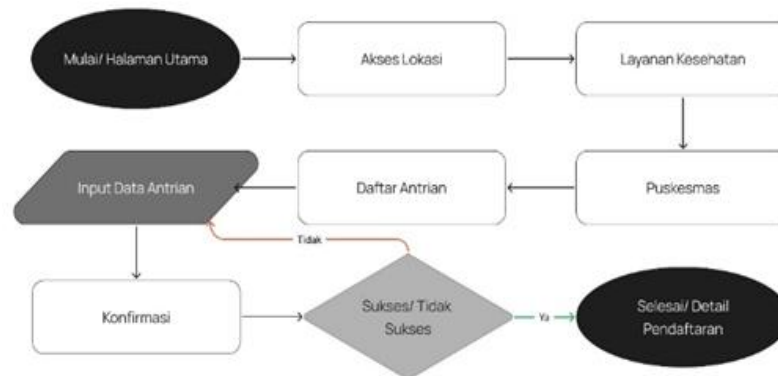 Mulai/ Halaman Utama
Akses Lokasi
Layanan Kesehatan
Puskesmas
Daftar Antrian
Input Data Antrian
Tidak
Konfirmasi
Sukses/ Tidak
Sukses
Ya
Selesai/ Detail
Pendaftaran